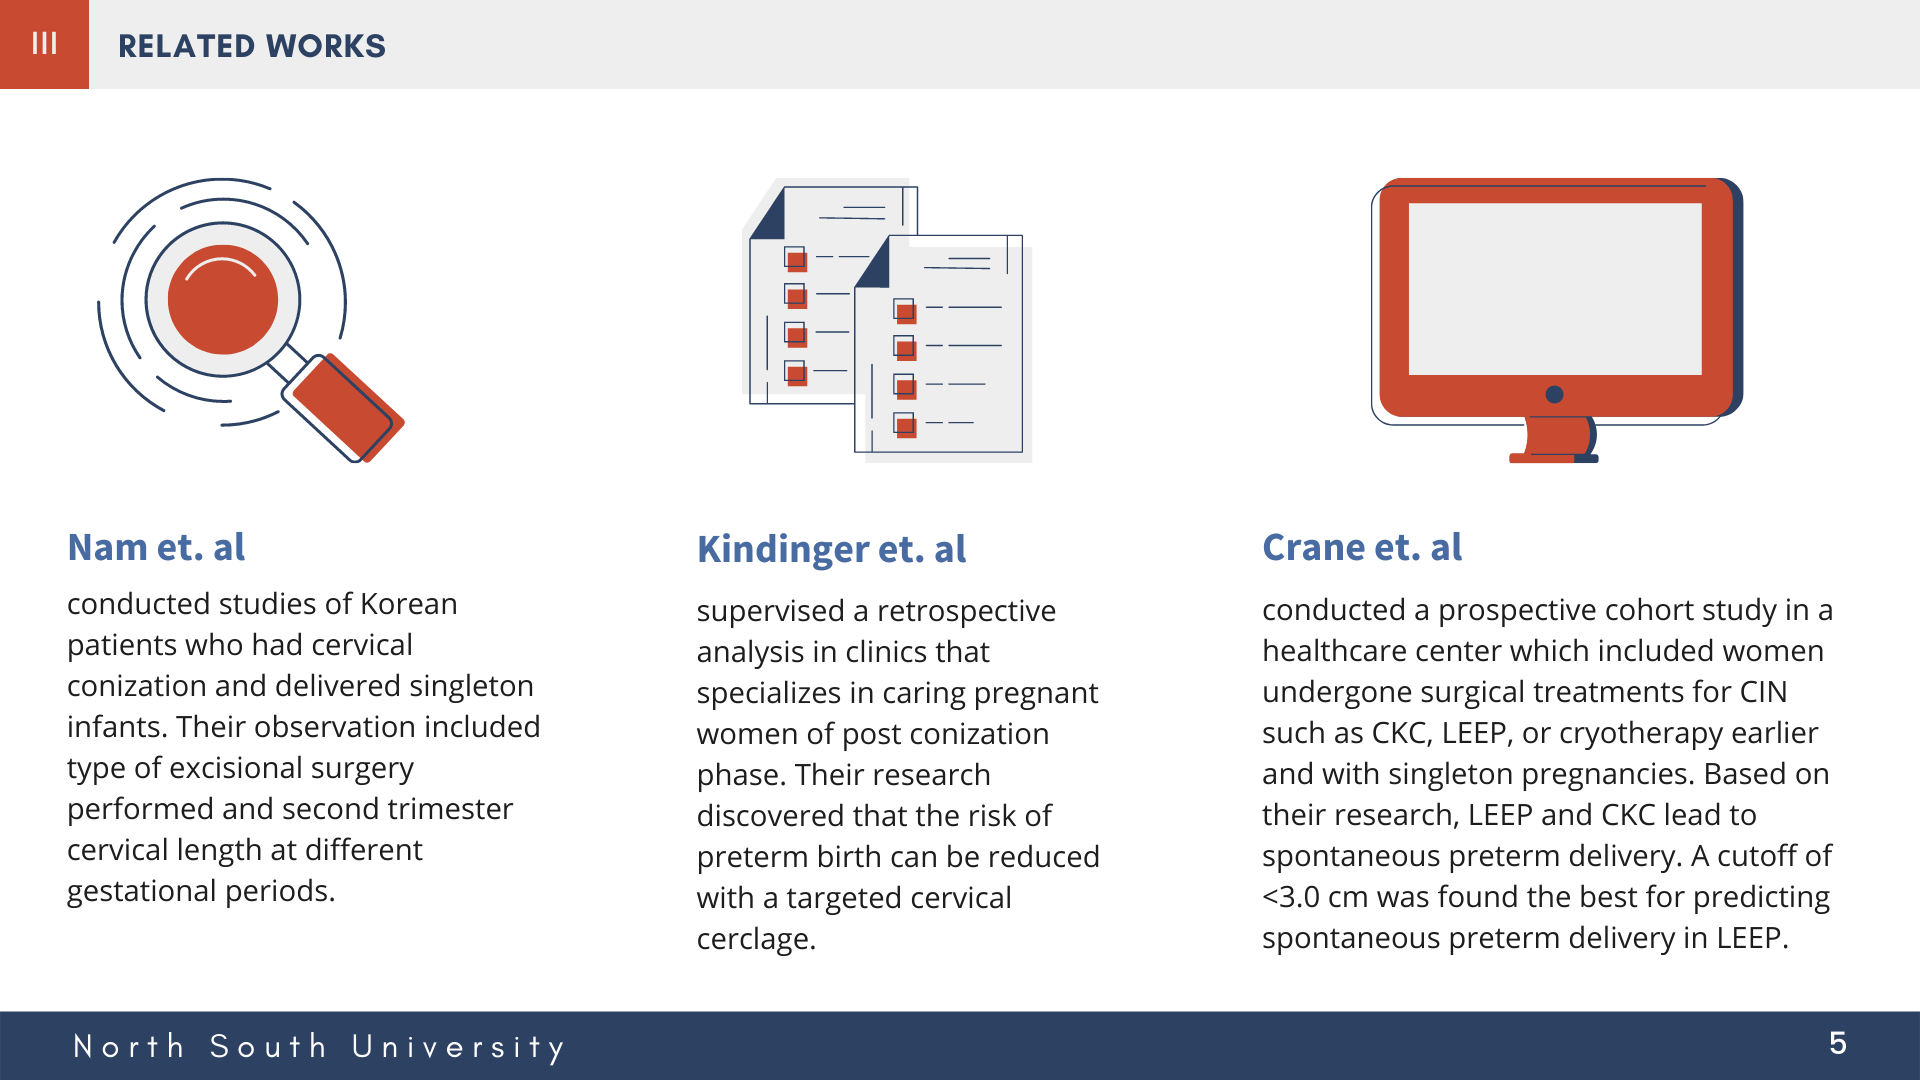 III
RELATED WORKS
Nam et. al
conducted studies of Korean
patients who had cervical
conization and delivered singleton
infants. Their observation included
type of excisional surgery
performed and second trimester
cervical length at different
gestational periods.
Kindinger et. al
supervised a retrospective
analysis in clinics that
specializes in caring pregnant
women of post conization
phase. Their research
discovered that the risk of
preterm birth can be reduced
with a targeted cervical
cerclage.
Crane et. al
conducted a prospective cohort study in a
healthcare center which included women
undergone surgical treatments for CIN
such as CKC, LEEP, or cryotherapy earlier
and with singleton pregnancies. Based on
their research, LEEP and CKC lead to
spontaneous preterm delivery. A cutoff of
<3.0 cm was found the best for predicting
spontaneous preterm delivery in LEEP.
North South University
5